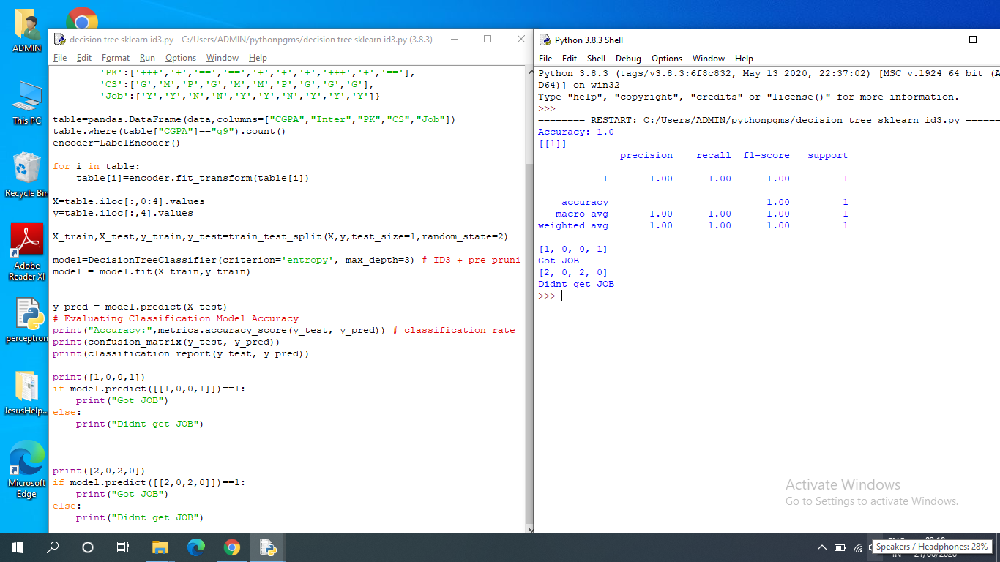 ADMIN
This PC
Recycle Bin
Adobe
Reader XI
perceptron
JesusHelp...
Microsoft
Edge
decision tree sklearn id3.py - C:/Users/ADMIN/pythonpgms/decision tree sklearn id3.py (3.8.3)
File Edit Format Run Options Window Help
'PK':['+++','+','==','==','+','+','+','+++','+','=='],
'CS':['G','M','P','G','M','M','P','G','G','G'],
'Job':['Y','Y','N','N','Y','Y','N','Y','Y','Y']}
table=pandas.DataFrame(data,columns=["CGPA","Inter","PK","CS","Job"])
table.where(table["CGPA"]=="g9").count()
encoder=LabelEncoder()
for i in table:
    table[i]=encoder.fit_transform(table[i])
X=table.iloc[:,0:4].values
y=table.iloc[:,4].values
X_train,X_test,y_train,y_test=train_test_split(X,y,test_size=1,random_state=2)
model=DecisionTreeClassifier(criterion='entropy', max_depth=3) # ID3 + pre pruni
model = model.fit(X_train,y_train)
y_pred = model.predict(X_test)
# Evaluating Classification Model Accuracy
print("Accuracy:",metrics.accuracy_score(y_test, y_pred)) # classification rate
print(confusion_matrix(y_test, y_pred))
print(classification_report(y_test, y_pred))
print([1,0,0,1])
if model.predict([[1,0,0,1]])==1:
    print("Got JOB")
else:
    print("Didnt get JOB")
print([2,0,2,0])
if model.predict([[2,0,2,0]])==1:
    print("Got JOB")
else:
    print("Didnt get JOB")
Python 3.8.3 Shell
File Edit Shell Debug Options Window Help
Python 3.8.3 (tags/v3.8.3:6f8c832, May 13 2020, 22:37:02) [MSC v.1924 64 bit (A
D64)] on win32
Type "help", "copyright", "credits" or "license()" for more information.
>>>
======== RESTART: C:/Users/ADMIN/pythonpgms/decision tree sklearn id3.py ======
Accuracy: 1.0
[[1]]
precision recall f1-score support
1 1.00 1.00 1.00 1
accuracy 1.00 1
macro avg 1.00 1.00 1.00 1
weighted avg 1.00 1.00 1.00 1
[1, 0, 0, 1]
Got JOB
[2, 0, 2, 0]
Didnt get JOB
>>>
Activate Windows
Go to Settings to activate Windows.
Speakers / Headphones: 28%
IN